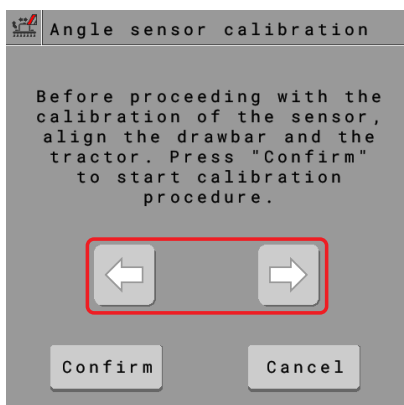 Angle sensor calibration
Before proceeding with the
calibration of the sensor,
align the drawbar and the
tractor. Press "Confirm"
to start calibration
procedure.
Confirm
Cancel